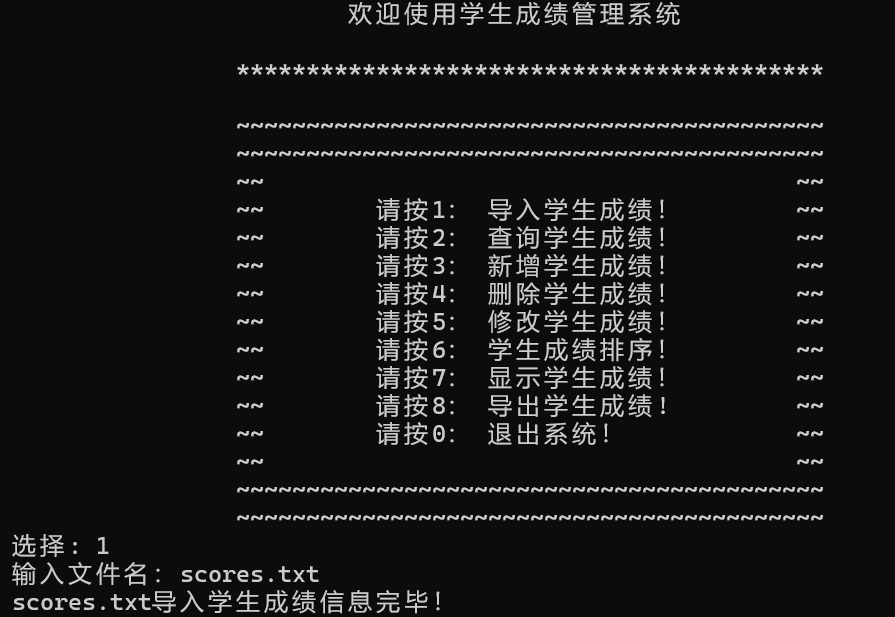 欢迎使用学生成绩管理系统
******************************************
~~~~~~~~~~~~~~~~~~~~~~~~~~~~~~~~~~~~~~~~~~
~~~~~~~~~~~~~~~~~~~~~~~~~~~~~~~~~~~~~~~~~~
~~ ~~
~~ 请按1: 导入学生成绩! ~~
~~ 请按2: 查询学生成绩! ~~
~~ 请按3: 新增学生成绩! ~~
~~ 请按4: 删除学生成绩! ~~
~~ 请按5: 修改学生成绩! ~~
~~ 请按6: 学生成绩排序! ~~
~~ 请按7: 显示学生成绩! ~~
~~ 请按8: 导出学生成绩! ~~
~~ 请按0: 退出系统! ~~
~~ ~~
~~~~~~~~~~~~~~~~~~~~~~~~~~~~~~~~~~~~~~~~~~
~~~~~~~~~~~~~~~~~~~~~~~~~~~~~~~~~~~~~~~~~~
选择: 1
输入文件名: scores.txt
scores.txt导入学生成绩信息完毕!